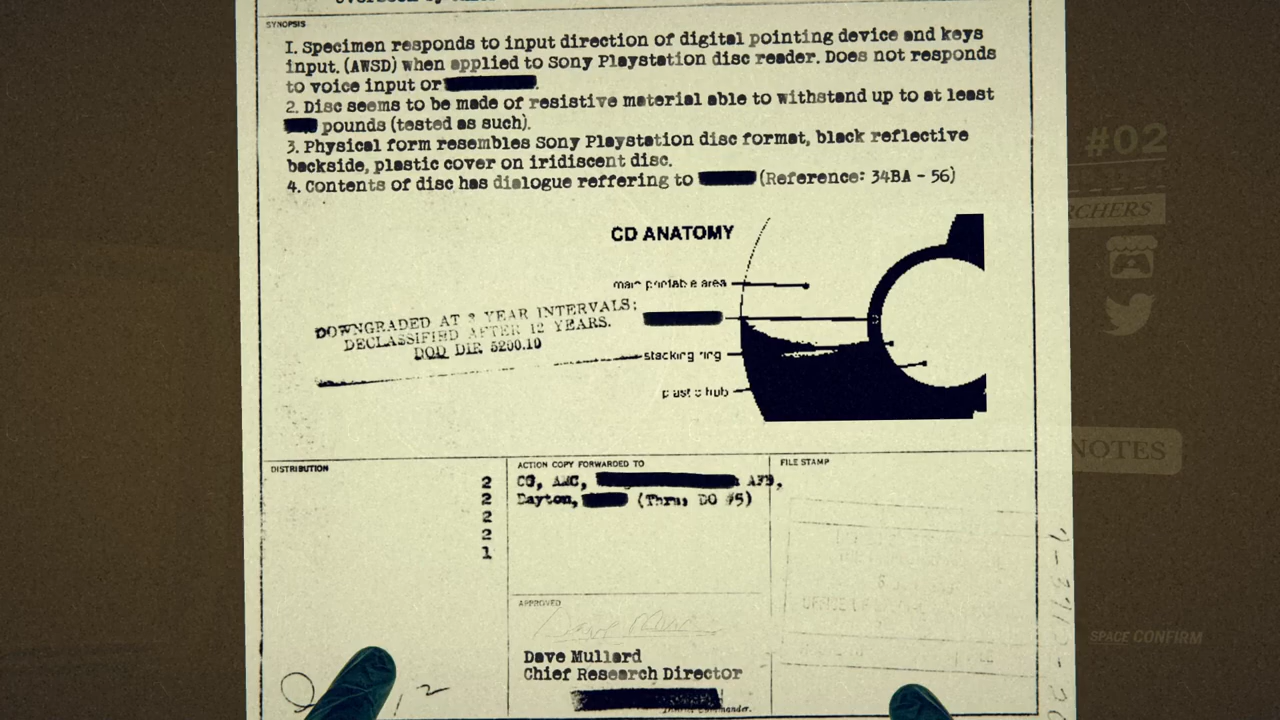 SYNOPSIS
1. Specimen responds to input direction of digital pointing device and keys
input. (AWSD) when applied to Sony Playstation disc reader. Does not responds
to voice input or
2. Disc seems to be made of resistive material able to withstand up to at least
pounds (tested as such).
3. Physical form resembles Sony Playstation disc format, black reflective
backside, plastic cover on iridiscent disc.
4. Contents of disc has dialogue reffering to (Reference: 34BA - 56)
#02
RCHERS
CD ANATOMY
main printable area
DOWNGRADED AT 3 YEAR INTERVALS;
DECLASSIFIED AFTER 12 YEARS.
DOD DIR 5200.10
stacking ring
plastic hub
NOTES
DISTRIBUTION
2
2
2
2
1
ACTION COPY FORWARDED TO
CG, AMC, AFB,
Dayton, (Thru: DO #5)
FILE STAMP
APPROVED
Dave Mullard
Chief Research Director
SPACE CONFIRM